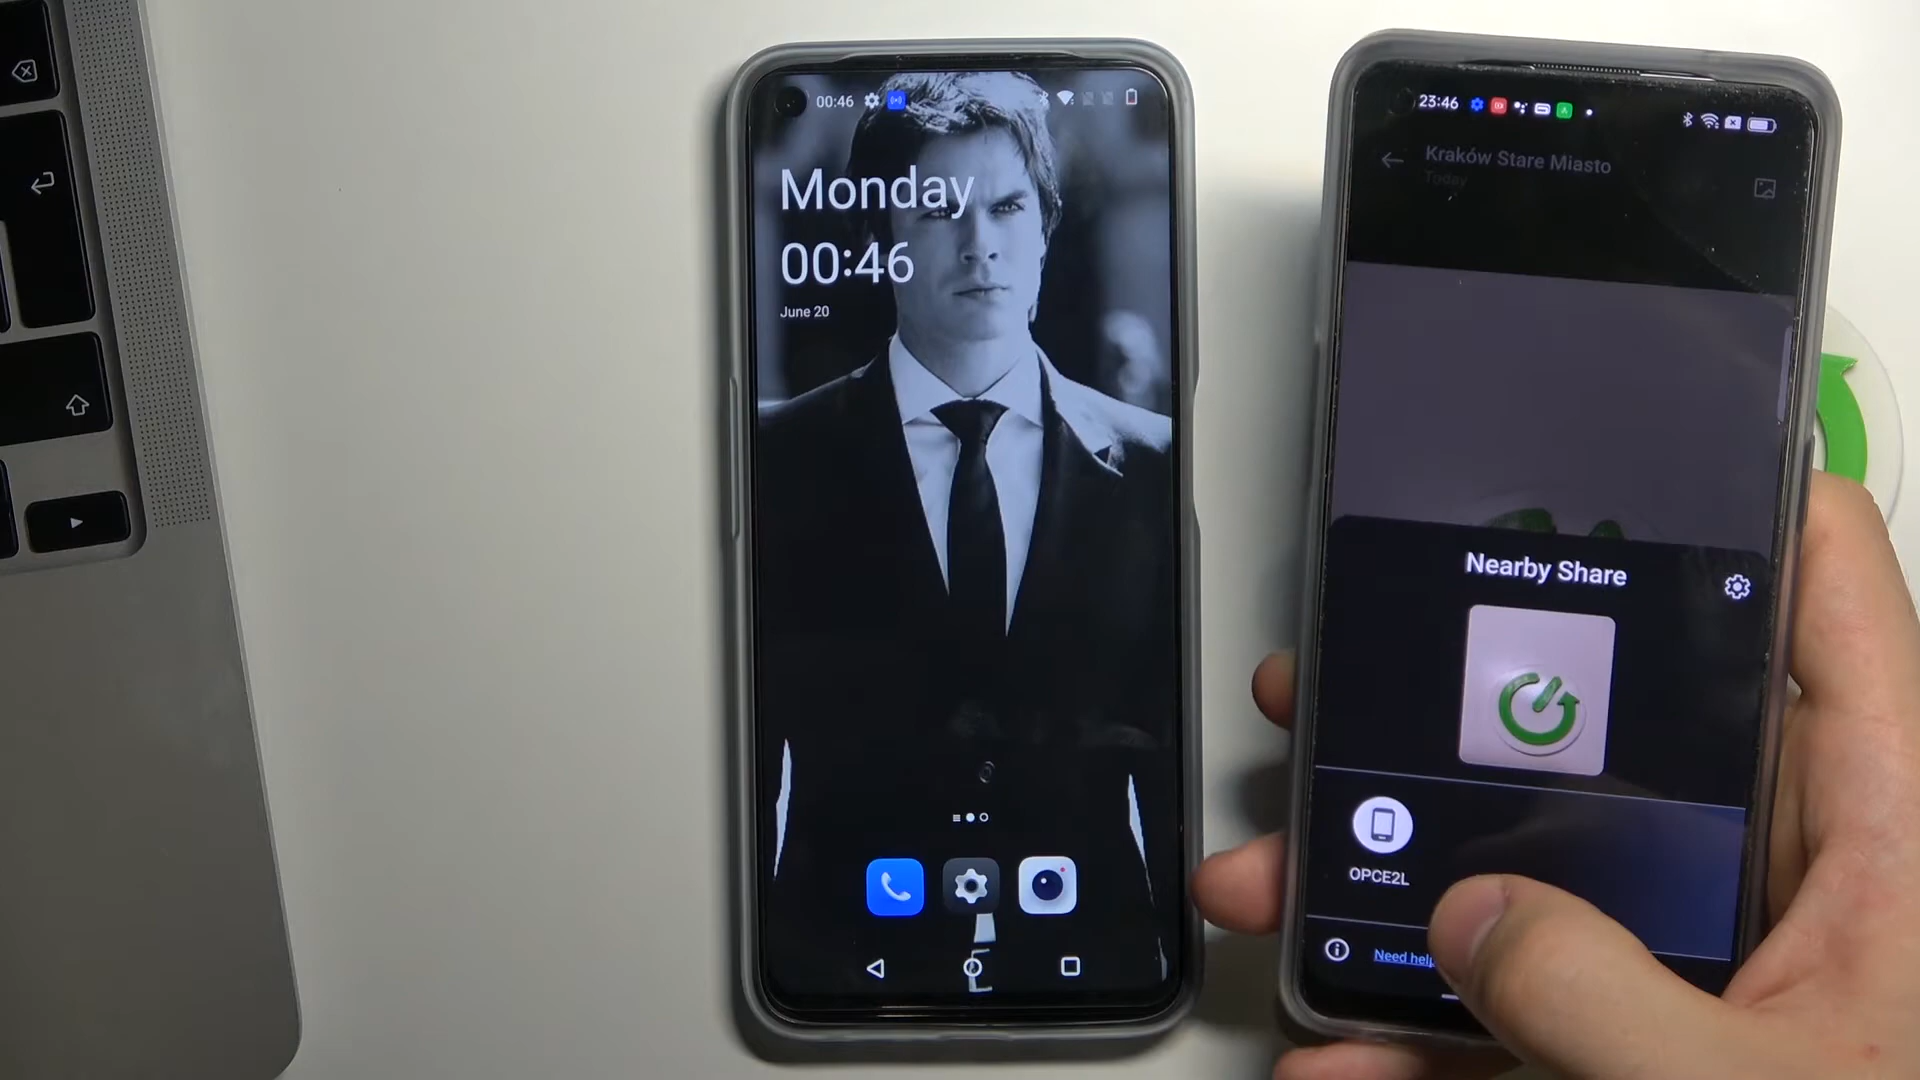 00:46
Monday
00:46
June 20
23:46
Kraków Stare Miasto
Today
Nearby Share
OPCE2L
Need help